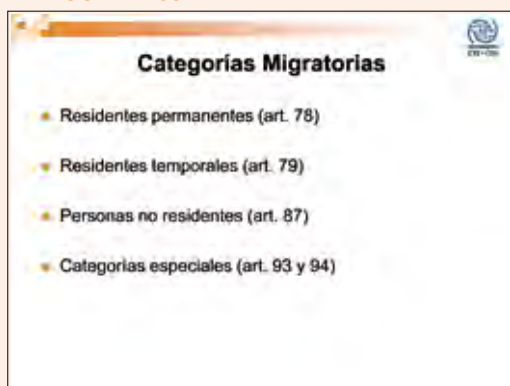 Categorías Migratorias
Residentes permanentes (art. 78)
Residentes temporales (art. 79)
Personas no residentes (art. 87)
Categorías especiales (art. 93 y 94)